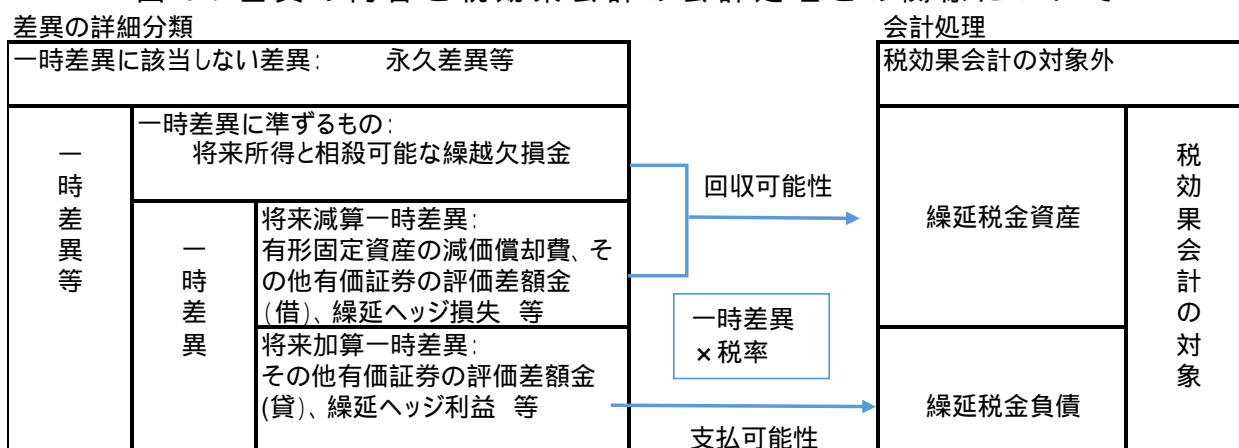 差異の詳細分類
会計処理
一時差異に該当しない差異: 永久差異等
税効果会計の対象外
一時差異等
一時差異に準ずるもの:
将来所得と相殺可能な繰越欠損金
一時差異
将来減算一時差異:
有形固定資産の減価償却費、そ
の他有価証券の評価差額金
(借)、繰延ヘッジ損失 等
将来加算一時差異:
その他有価証券の評価差額金
(貸)、繰延ヘッジ利益 等
回収可能性
一時差異
×税率
支払可能性
繰延税金資産
繰延税金負債
税効果会計の対象